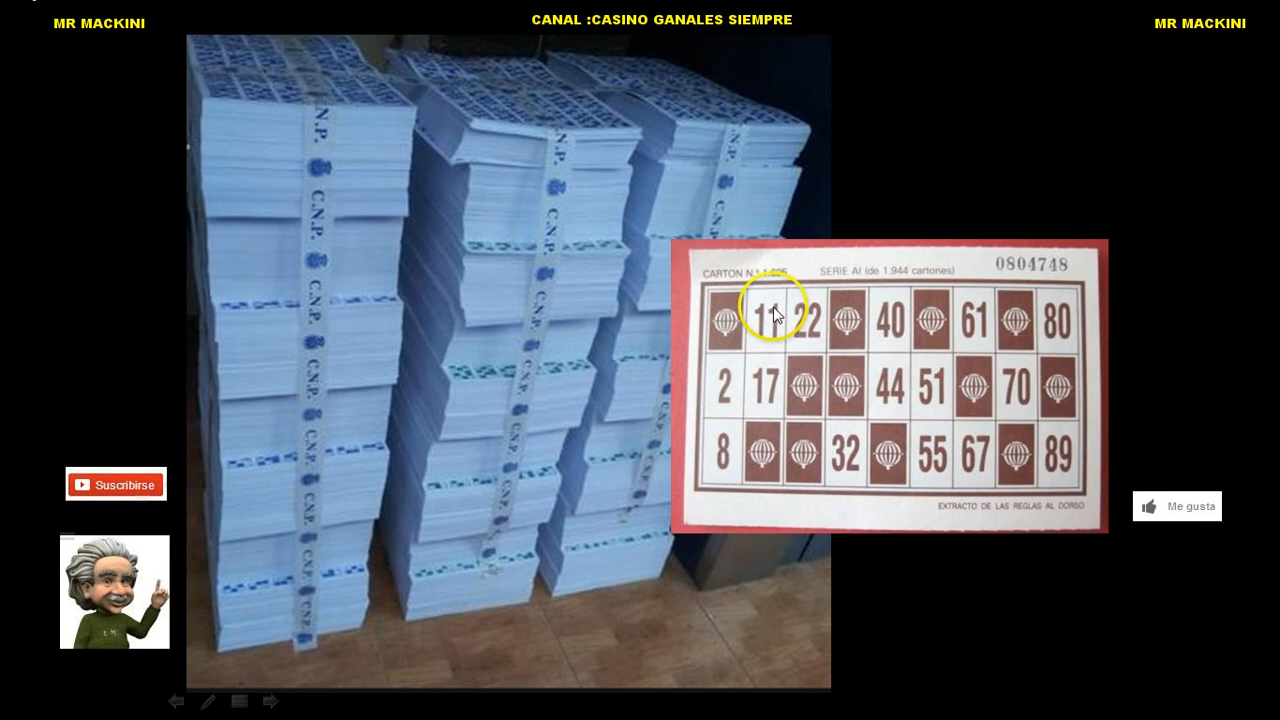 MR MACKINI
CANAL :CASINO GANALES SIEMPRE
MR MACKINI
N.P.
C.N.P.
C.N.P.
C.N.P.
C.N.P.
C.N.P.
C.N.P.
C.N.P.
N.P.
C.N.P.
C.N.P.
C.N.P.
C.N.P.
N.P.
C.N.P.
C.N.P.
CARTON N.º
SERIE AI (de 1.944 cartones)
0804748
11 22 40 61 80
2 17 44 51 70
8 32 55 67 89
EXTRACTO DE LAS REGLAS AL DORSO
Suscribirse
Me gusta